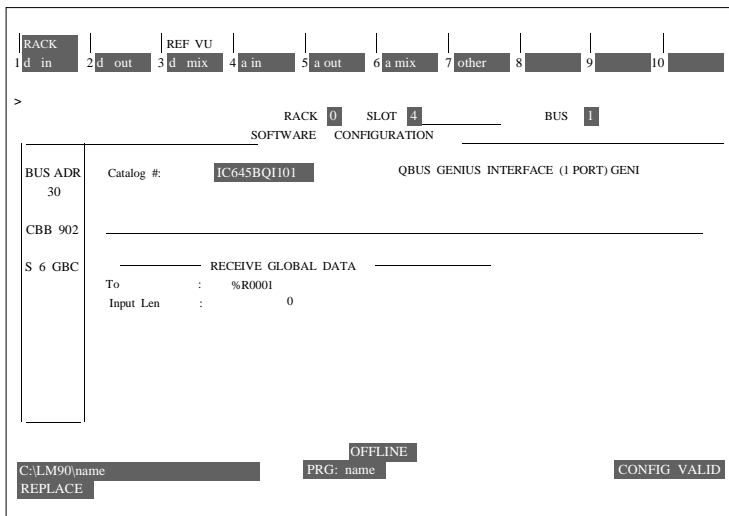 RACK REF VU
1 d in 2 d out 3 d mix 4 a in 5 a out 6 a mix 7 other 8 9 10
>
RACK 0 SLOT 4 BUS 1
SOFTWARE CONFIGURATION
BUS ADR Catalog #: IC645BQI101 QBUS GENIUS INTERFACE (1 PORT) GENI
30
CBB 902
S 6 GBC RECEIVE GLOBAL DATA
To : %R0001
Input Len : 0
OFFLINE
C:\LM90\name PRG: name CONFIG VALID
REPLACE